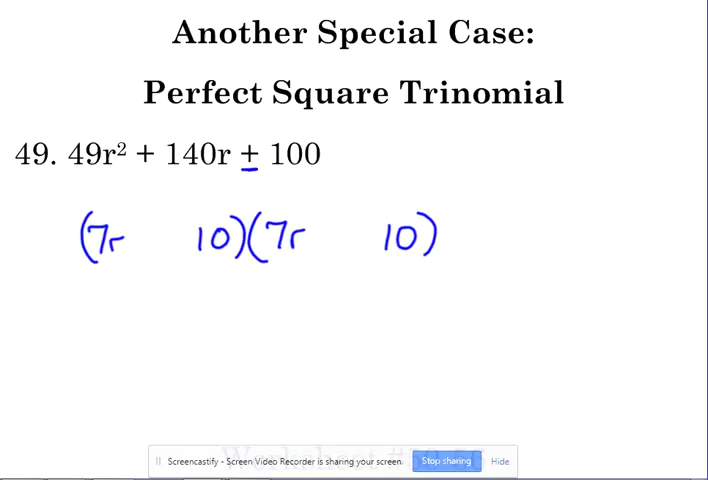 Another Special Case:
Perfect Square Trinomial
49. 49r² + 140r + 100
(7r 10)(7r 10)
Screencastify - Screen Video Recorder is sharing your screen.
Stop sharing
Hide